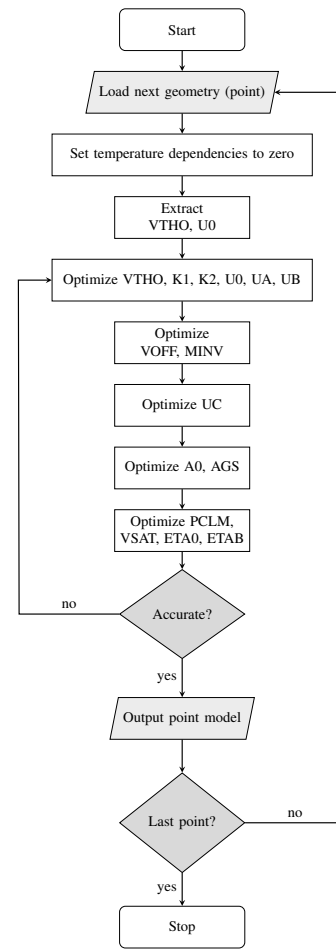 Start
Load next geometry (point)
Set temperature dependencies to zero
Extract
VTHO, U0
Optimize VTHO, K1, K2, U0, UA, UB
Optimize
VOFF, MINV
Optimize UC
Optimize A0, AGS
Optimize PCLM,
VSAT, ETA0, ETAB
Accurate?
no
yes
Output point model
Last point?
no
yes
Stop